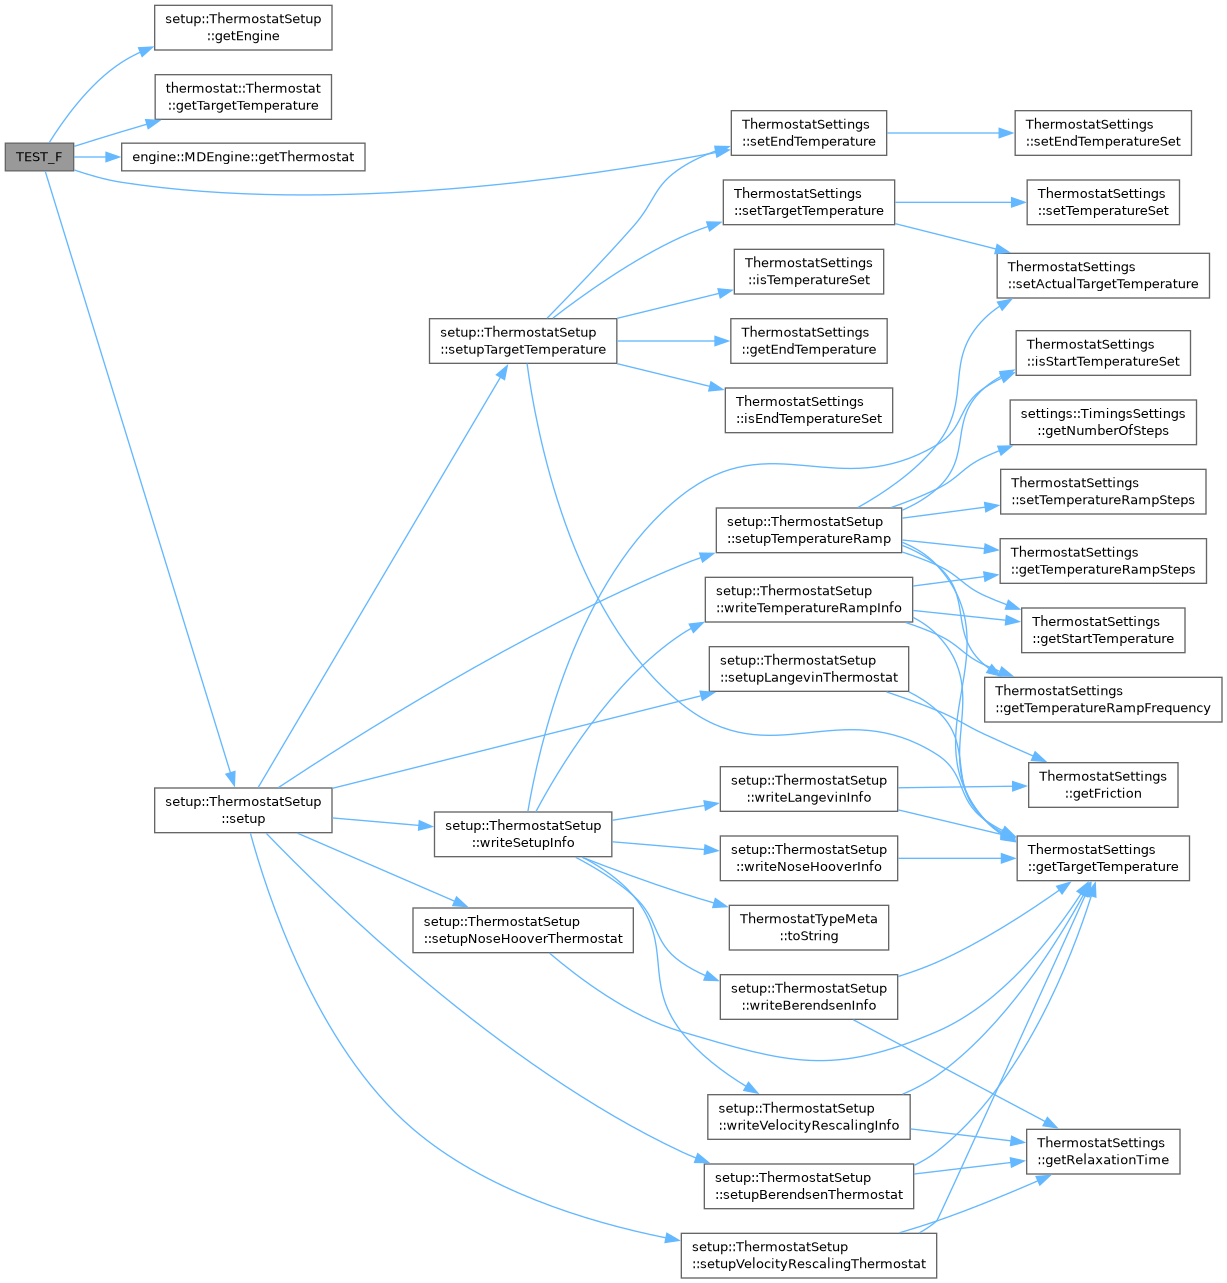 setup::ThermostatSetup
::getEngine
thermostat::Thermostat
::getTargetTemperature
TEST_F
engine::MDEngine::getThermostat
ThermostatSettings
::setEndTemperature
ThermostatSettings
::setEndTemperatureSet
ThermostatSettings
::setTargetTemperature
ThermostatSettings
::setTemperatureSet
ThermostatSettings
::isTemperatureSet
ThermostatSettings
::setActualTargetTemperature
setup::ThermostatSetup
::setupTargetTemperature
ThermostatSettings
::getEndTemperature
ThermostatSettings
::isStartTemperatureSet
ThermostatSettings
::isEndTemperatureSet
settings::TimingsSettings
::getNumberOfSteps
ThermostatSettings
::setTemperatureRampSteps
setup::ThermostatSetup
::setupTemperatureRamp
ThermostatSettings
::getTemperatureRampSteps
setup::ThermostatSetup
::writeTemperatureRampInfo
ThermostatSettings
::getStartTemperature
setup::ThermostatSetup
::setupLangevinThermostat
ThermostatSettings
::getTemperatureRampFrequency
setup::ThermostatSetup
::setup
setup::ThermostatSetup
::writeLangevinInfo
ThermostatSettings
::getFriction
setup::ThermostatSetup
::writeSetupInfo
setup::ThermostatSetup
::writeNoseHooverInfo
ThermostatSettings
::getTargetTemperature
setup::ThermostatSetup
::setupNoseHooverThermostat
ThermostatTypeMeta
::toString
setup::ThermostatSetup
::writeBerendsenInfo
setup::ThermostatSetup
::writeVelocityRescalingInfo
ThermostatSettings
::getRelaxationTime
setup::ThermostatSetup
::setupBerendsenThermostat
setup::ThermostatSetup
::setupVelocityRescalingThermostat